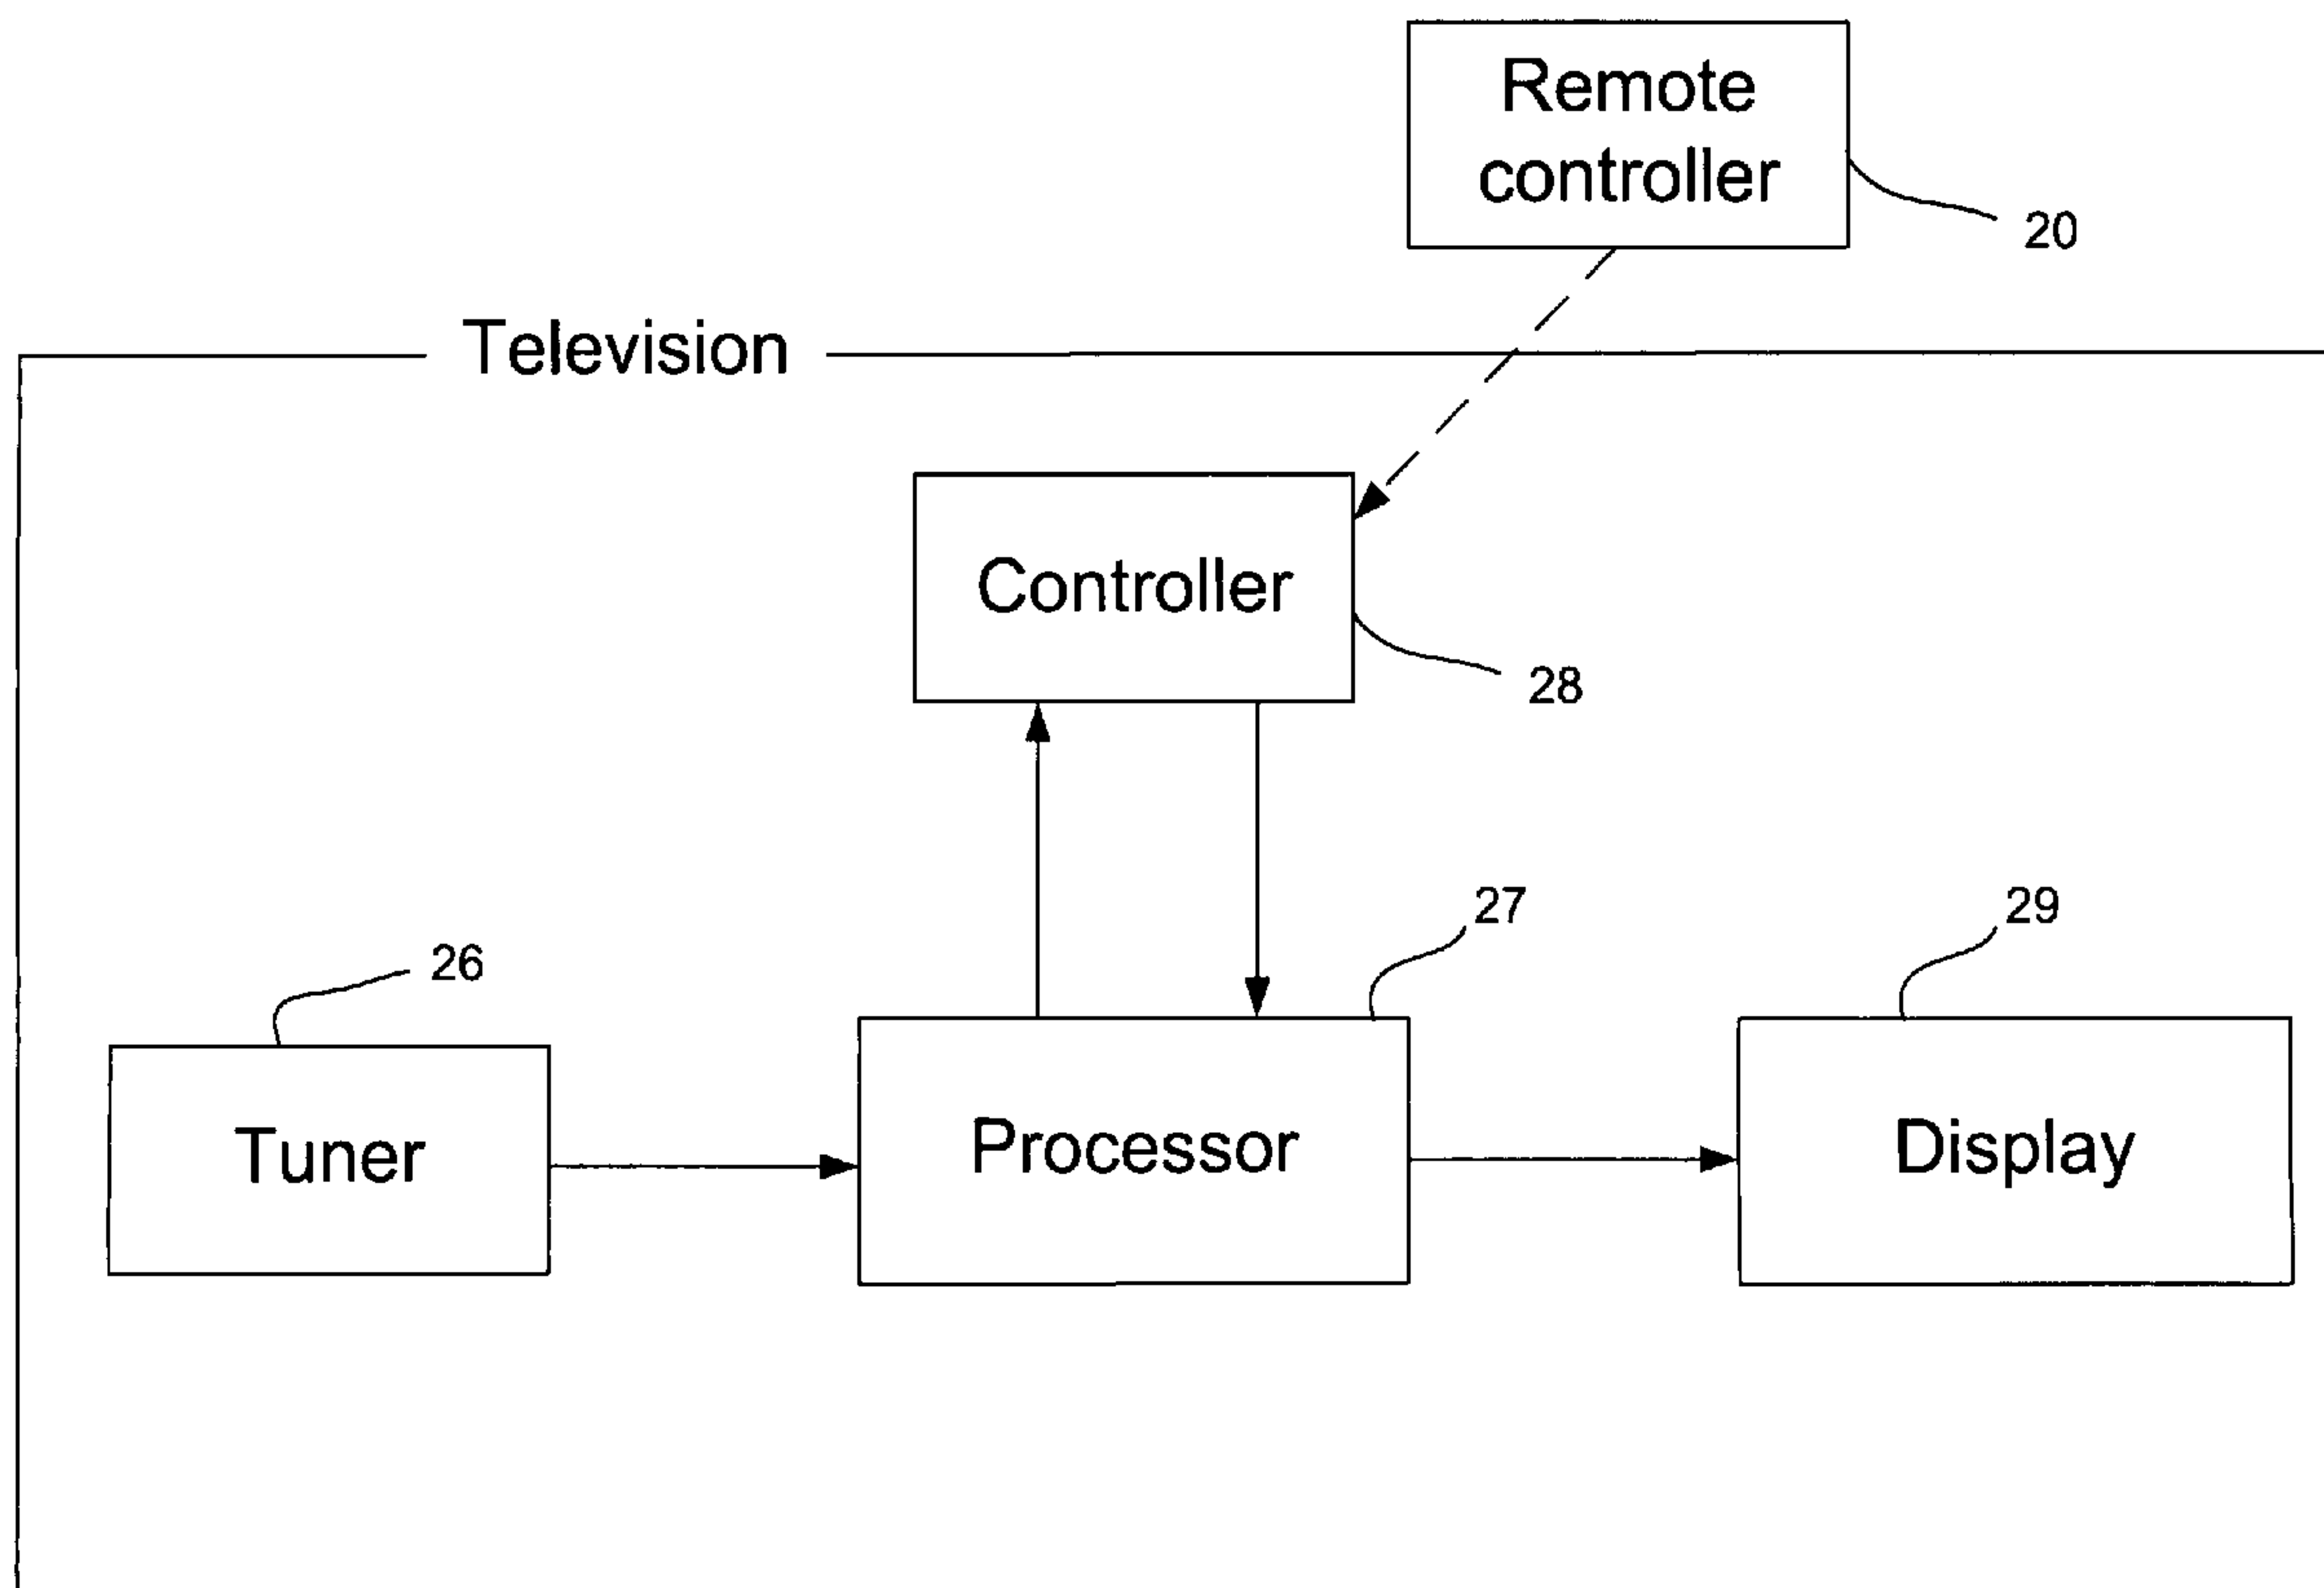 Remote
controller
20
Television
Controller
28
27
29
26
Tuner
Processor
Display